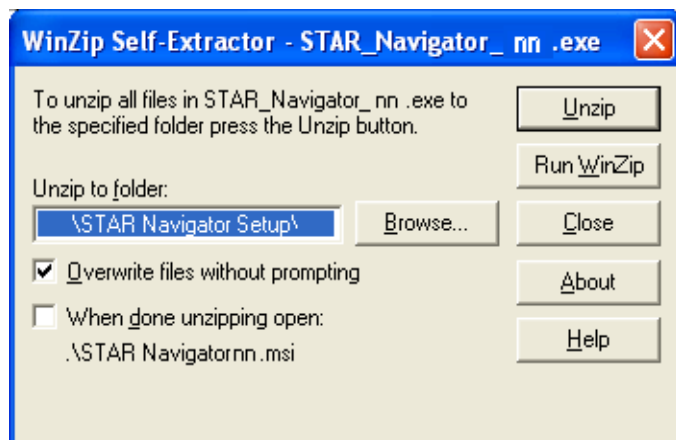 WinZip Self-Extractor - STAR_Navigator_ nn .exe
To unzip all files in STAR_Navigator_ nn .exe to
the specified folder press the Unzip button.
Unzip to folder:
\STAR Navigator Setup\
Browse...
Overwrite files without prompting
When done unzipping open:
.\STAR Navigatornn .msi
Unzip
Run WinZip
Close
About
Help